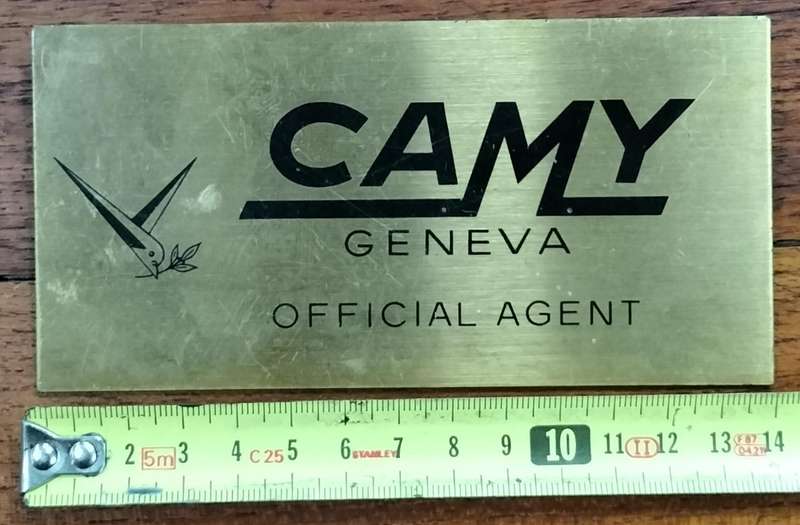 CAMY
GENEVA
OFFICIAL AGENT
2 5m 3 4 C25 5 6 STANLEY 7 8 9 10 11 II 12 13 14